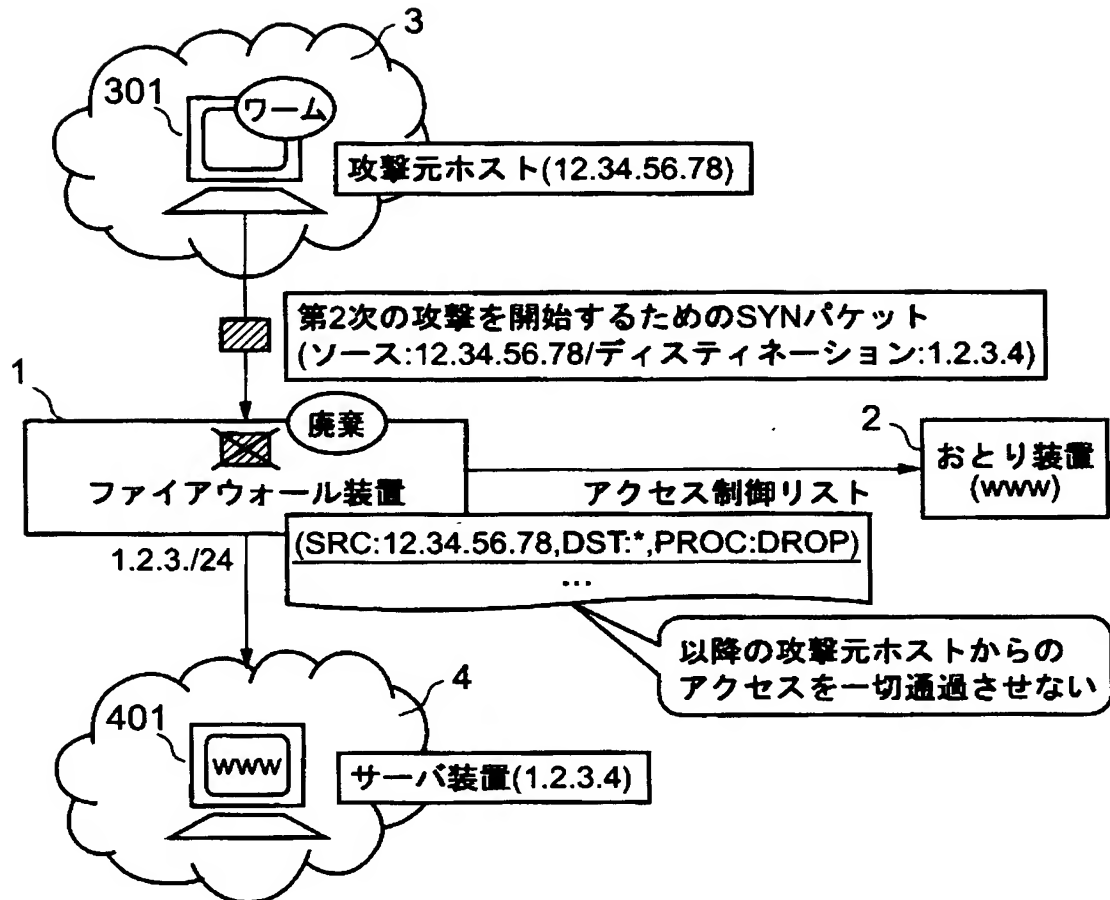 3
301
ワーム
攻撃元ホスト(12.34.56.78)
第2次の攻撃を開始するためのSYNパケット
(ソース:12.34.56.78/ディスティネーション:1.2.3.4)
1
廃棄
ファイアウォール装置
2
おとり装置
(www)
アクセス制御リスト
(SRC:12.34.56.78,DST:*,PROC:DROP)
…
1.2.3./24
以降の攻撃元ホストからの
アクセスを一切通過させない
4
401
www
サーバ装置(1.2.3.4)